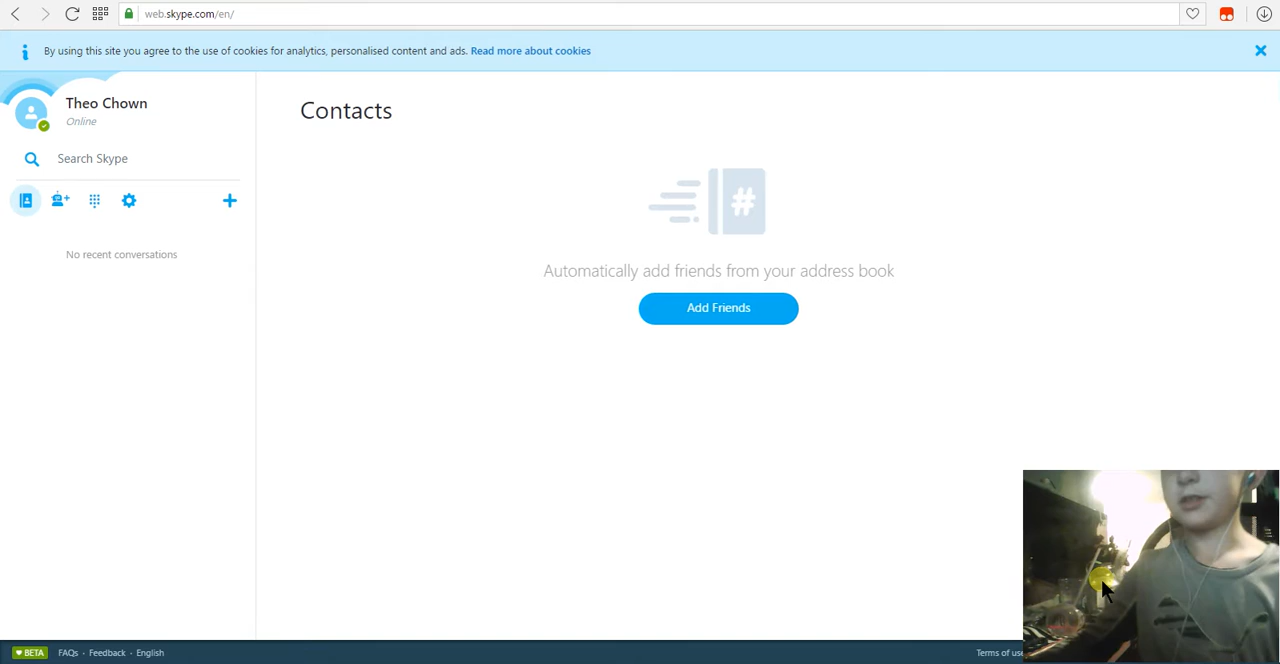 web.skype.com/en/
By using this site you agree to the use of cookies for analytics, personalised content and ads. Read more about cookies
Theo Chown
Online
Search Skype
No recent conversations
Contacts
#
Automatically add friends from your address book
Add Friends
BETA FAQs · Feedback · English
Terms of use